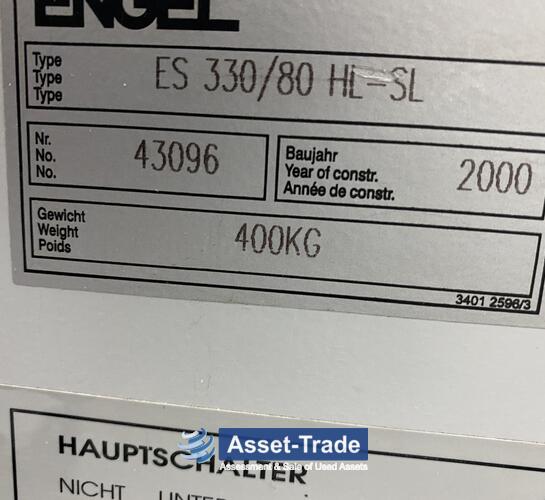 ENGEL
Type
Type
Type
ES 330/80 HL-SL
Nr.
No.
No.
43096
Baujahr
Year of constr.
Année de constr.
2000
Gewicht
Weight
Poids
400KG
3401 2596/3
HAUPTSCHALTER
NICHT
Asset-Trade
Assessment & Sale of Used Assets